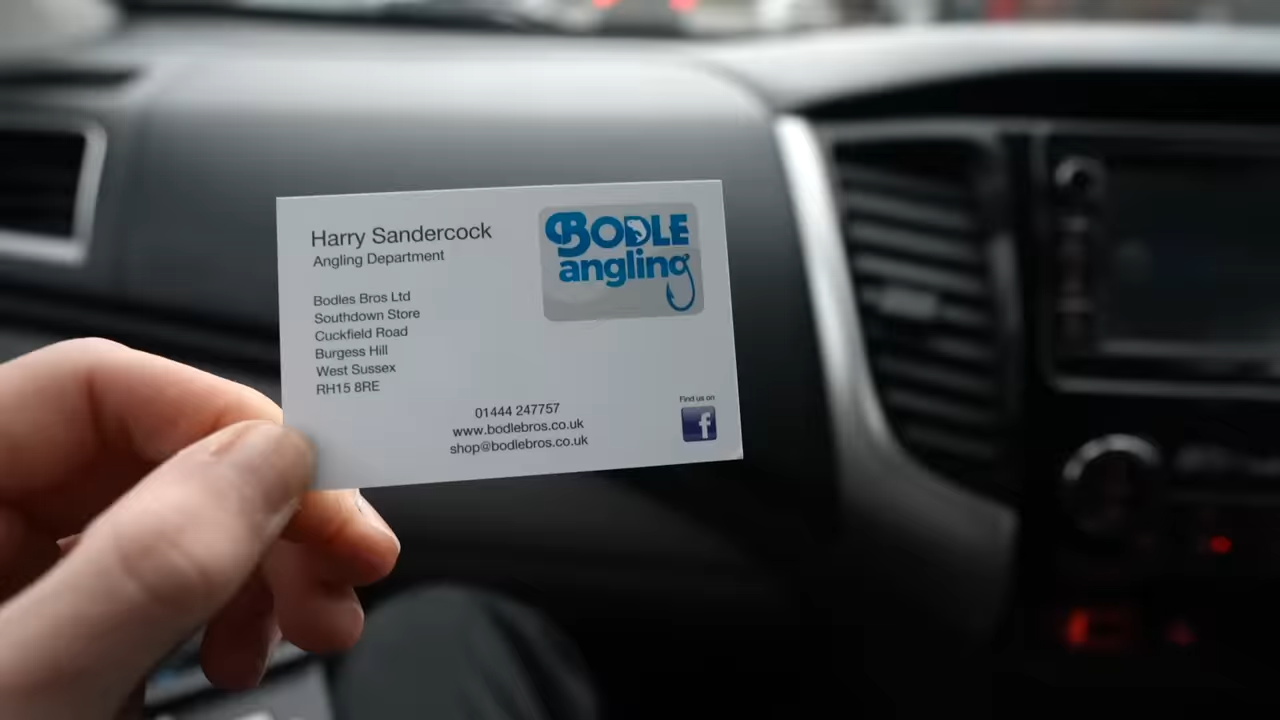 Harry Sandercock
Angling Department
BODLE
angling
Bodles Bros Ltd
Southdown Store
Cuckfield Road
Burgess Hill
West Sussex
RH15 8RE
01444 247757
www.bodlebros.co.uk
shop@bodlebros.co.uk
Find us on
f